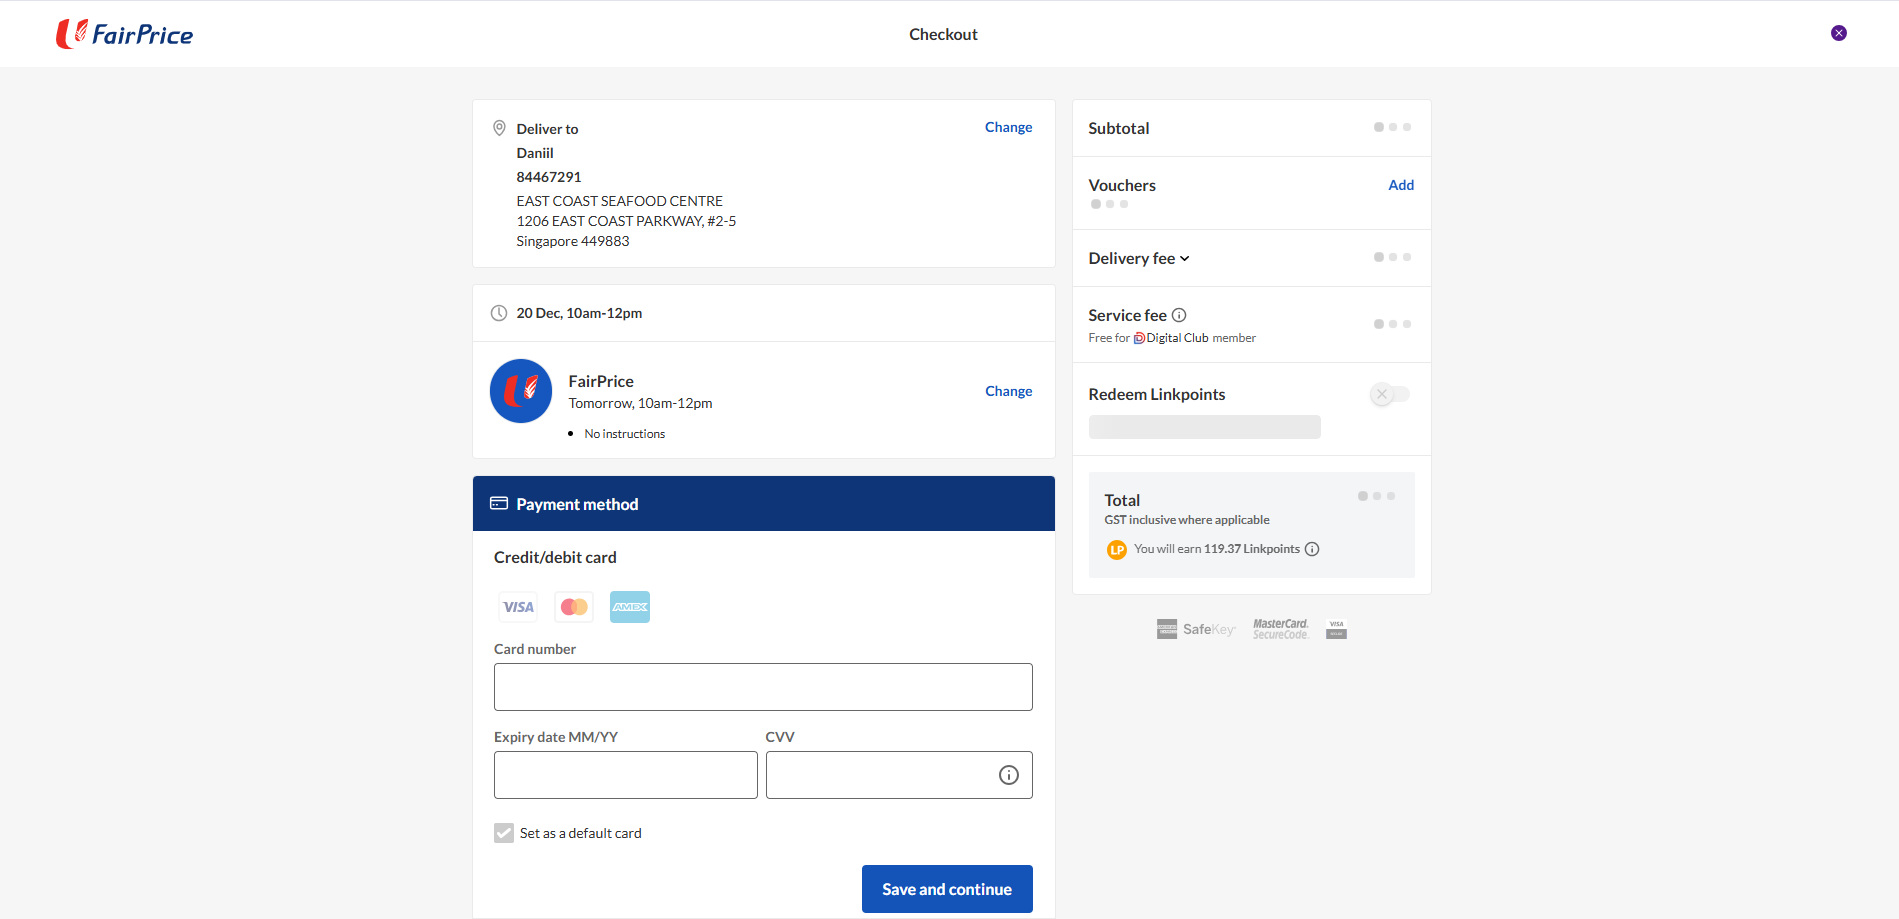 FairPrice
Checkout
Deliver to
Change
Daniil
84467291
EAST COAST SEAFOOD CENTRE
1206 EAST COAST PARKWAY, #2-5
Singapore 449883
20 Dec, 10am-12pm
FairPrice
Tomorrow, 10am-12pm
Change
No instructions
Payment method
Credit/debit card
VISA
AMEX
Card number
Expiry date MM/YY
CVV
Set as a default card
Save and continue
Subtotal
Vouchers
Add
Delivery fee
Service fee
Free for Digital Club member
Redeem Linkpoints
Total
GST inclusive where applicable
LP You will earn 119.37 Linkpoints
SafeKey
MasterCard.
SecureCode.
VISA